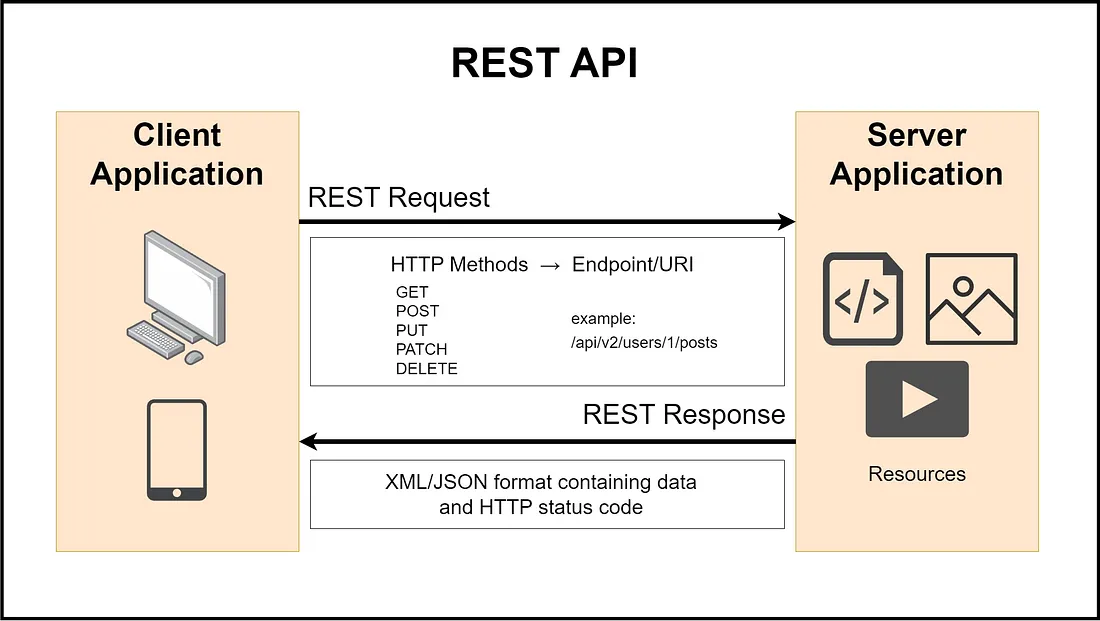 REST API
Client
Application
Server
Application
REST Request
HTTP Methods → Endpoint/URI
GET
POST
PUT
PATCH
DELETE
example:
/api/v2/users/1/posts
</>
REST Response
XML/JSON format containing data
and HTTP status code
Resources